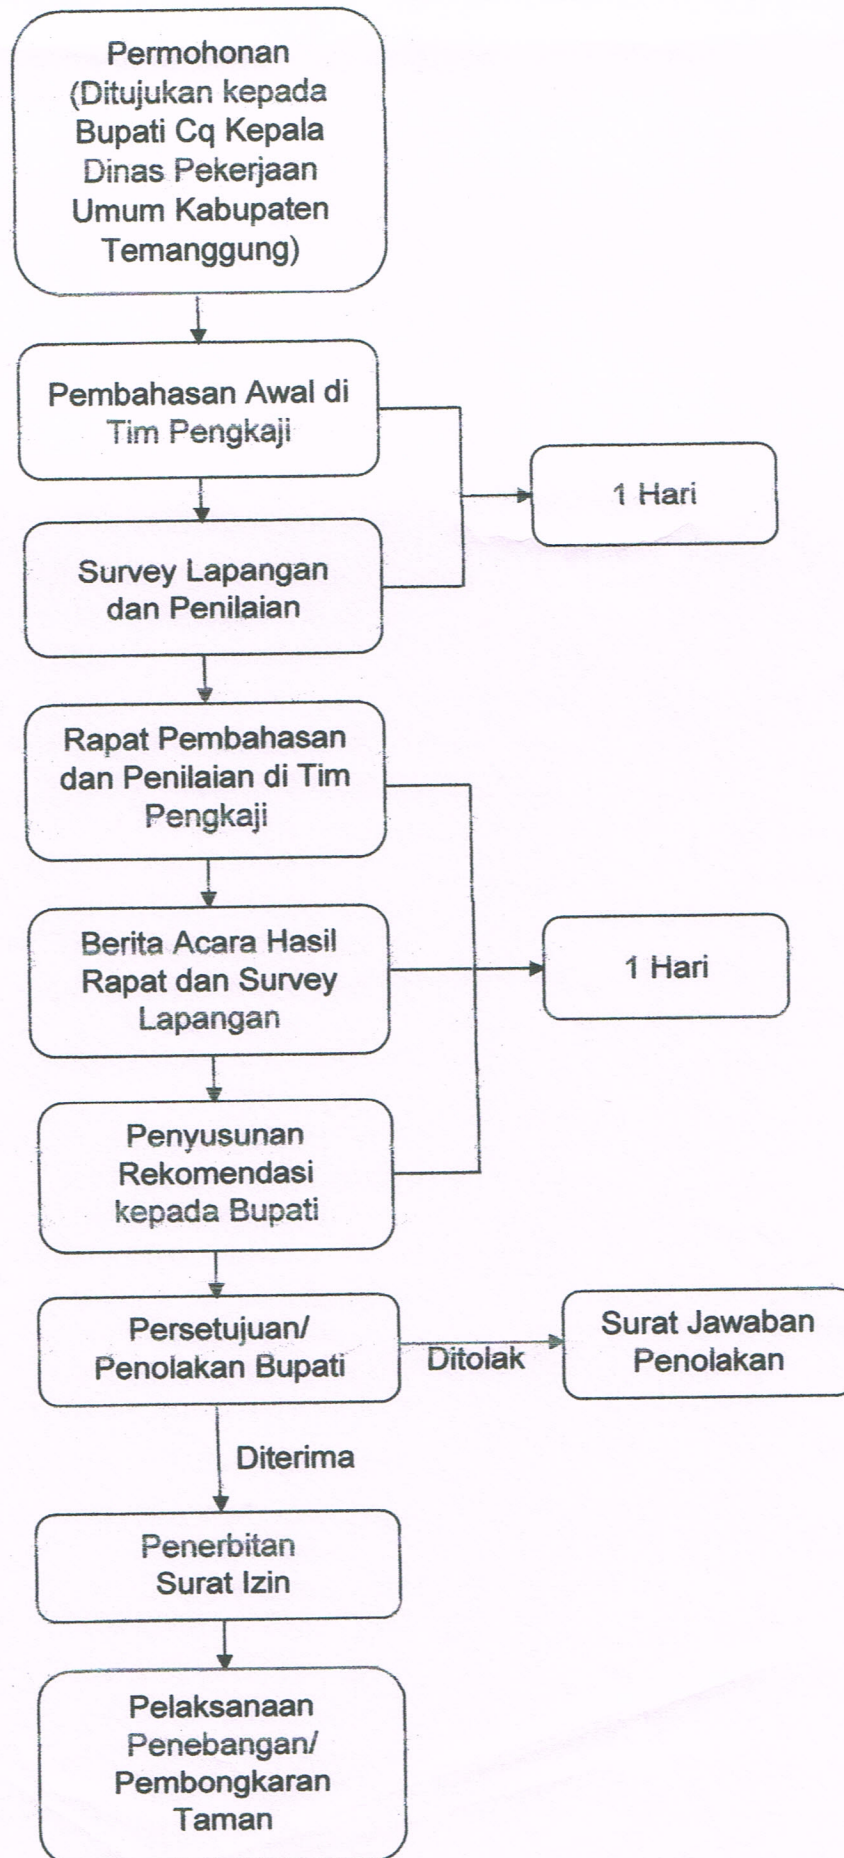 Permohonan
(Ditujukan kepada
Bupati Cq Kepala
Dinas Pekerjaan
Umum Kabupaten
Temanggung)
Pembahasan Awal di
Tim Pengkaji
1 Hari
Survey Lapangan
dan Penilaian
Rapat Pembahasan
dan Penilaian di Tim
Pengkaji
Berita Acara Hasil
Rapat dan Survey
Lapangan
1 Hari
Penyusunan
Rekomendasi
kepada Bupati
Persetujuan/
Penolakan Bupati
Ditolak
Surat Jawaban
Penolakan
Diterima
Penerbitan
Surat Izin
Pelaksanaan
Penebangan/
Pembongkaran
Taman